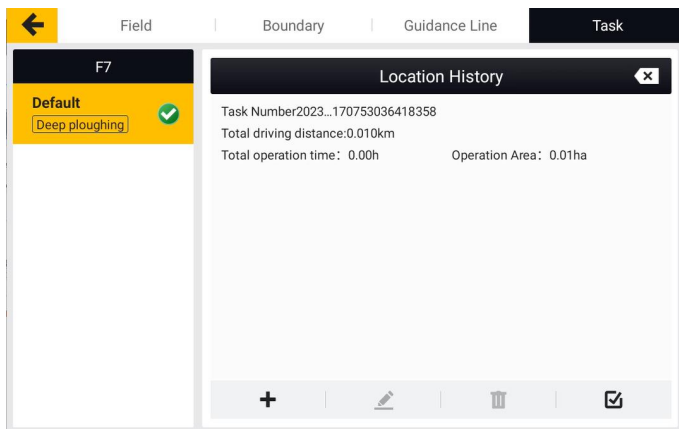 Field
Boundary
Guidance Line
Task
F7
Default
Deep ploughing
Location History
Task Number2023...170753036418358
Total driving distance:0.010km
Total operation time：0.00h
Operation Area：0.01ha